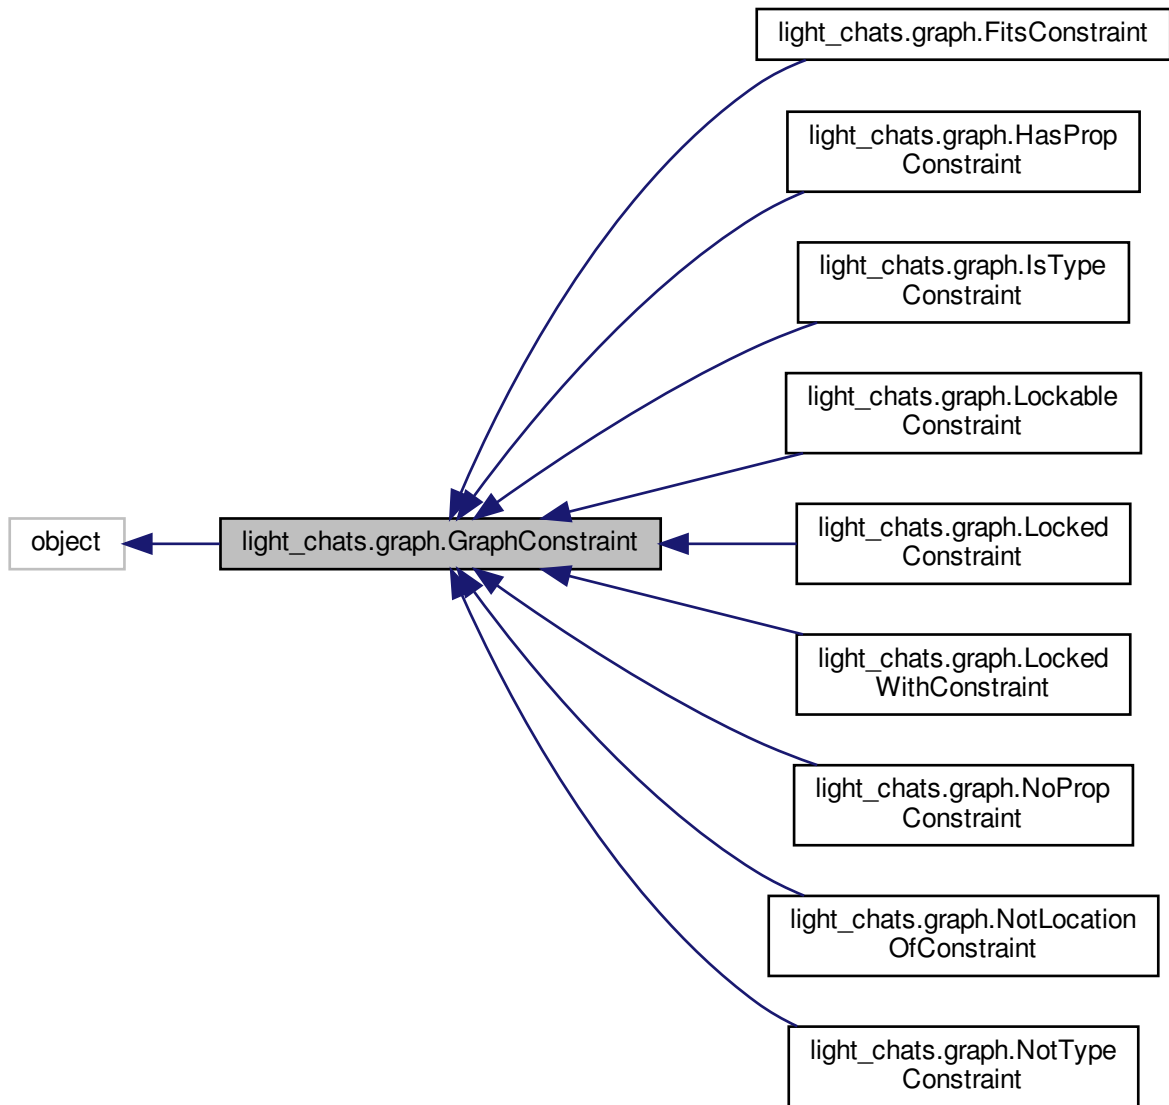 object
light_chats.graph.GraphConstraint
light_chats.graph.FitsConstraint
light_chats.graph.HasProp
Constraint
light_chats.graph.IsType
Constraint
light_chats.graph.Lockable
Constraint
light_chats.graph.Locked
Constraint
light_chats.graph.Locked
WithConstraint
light_chats.graph.NoProp
Constraint
light_chats.graph.NotLocation
OfConstraint
light_chats.graph.NotType
Constraint